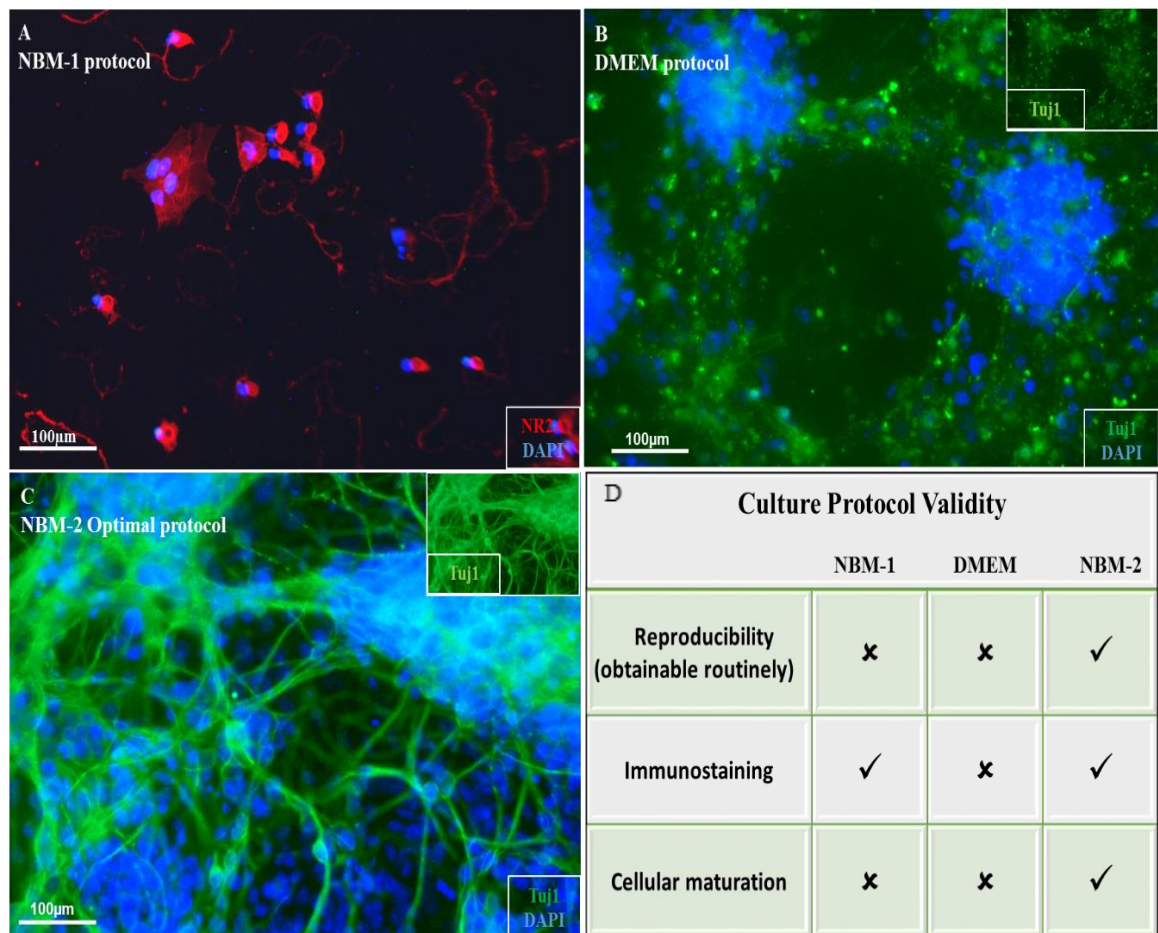 A
NBM-1 protocol
100µm
NR2A
DAPI
B
DMEM protocol
Tuj1
100µm
Tuj1
DAPI
C
NBM-2 Optimal protocol
Tuj1
100µm
Tuj1
DAPI
D
Culture Protocol Validity
NBM-1 DMEM NBM-2
Reproducibility
(obtainable routinely) ✘ ✘ ✓
Immunostaining ✓ ✘ ✓
Cellular maturation ✘ ✘ ✓